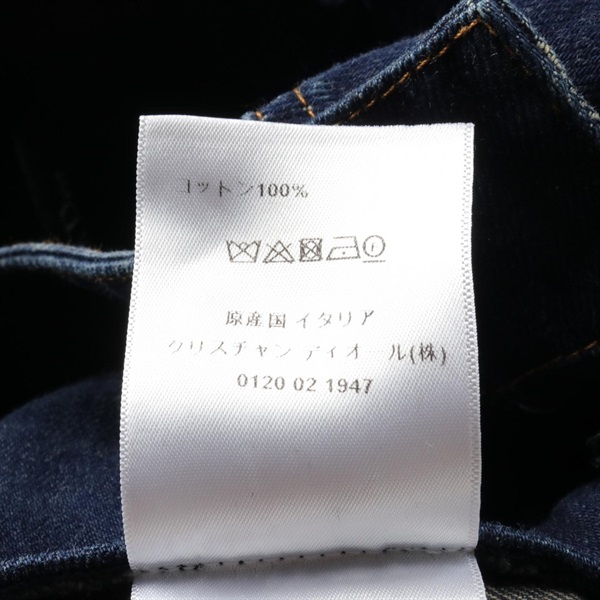 コットン100%
原産国 イタリア
クリスチャン ディオール(株)
0120 02 1947